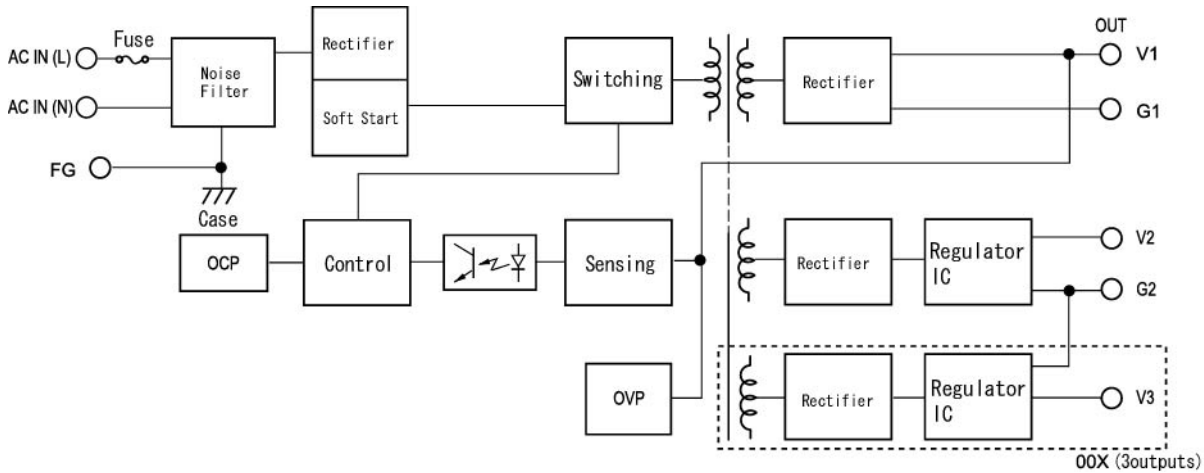 OUT
Fuse
AC IN (L)
Noise
Filter
Rectifier
Soft Start
Switching
Rectifier
V1
G1
AC IN (N)
FG
Case
OCP
Control
Sensing
Rectifier
Regulator
IC
V2
G2
OVP
Rectifier
Regulator
IC
V3
00X (3outputs)